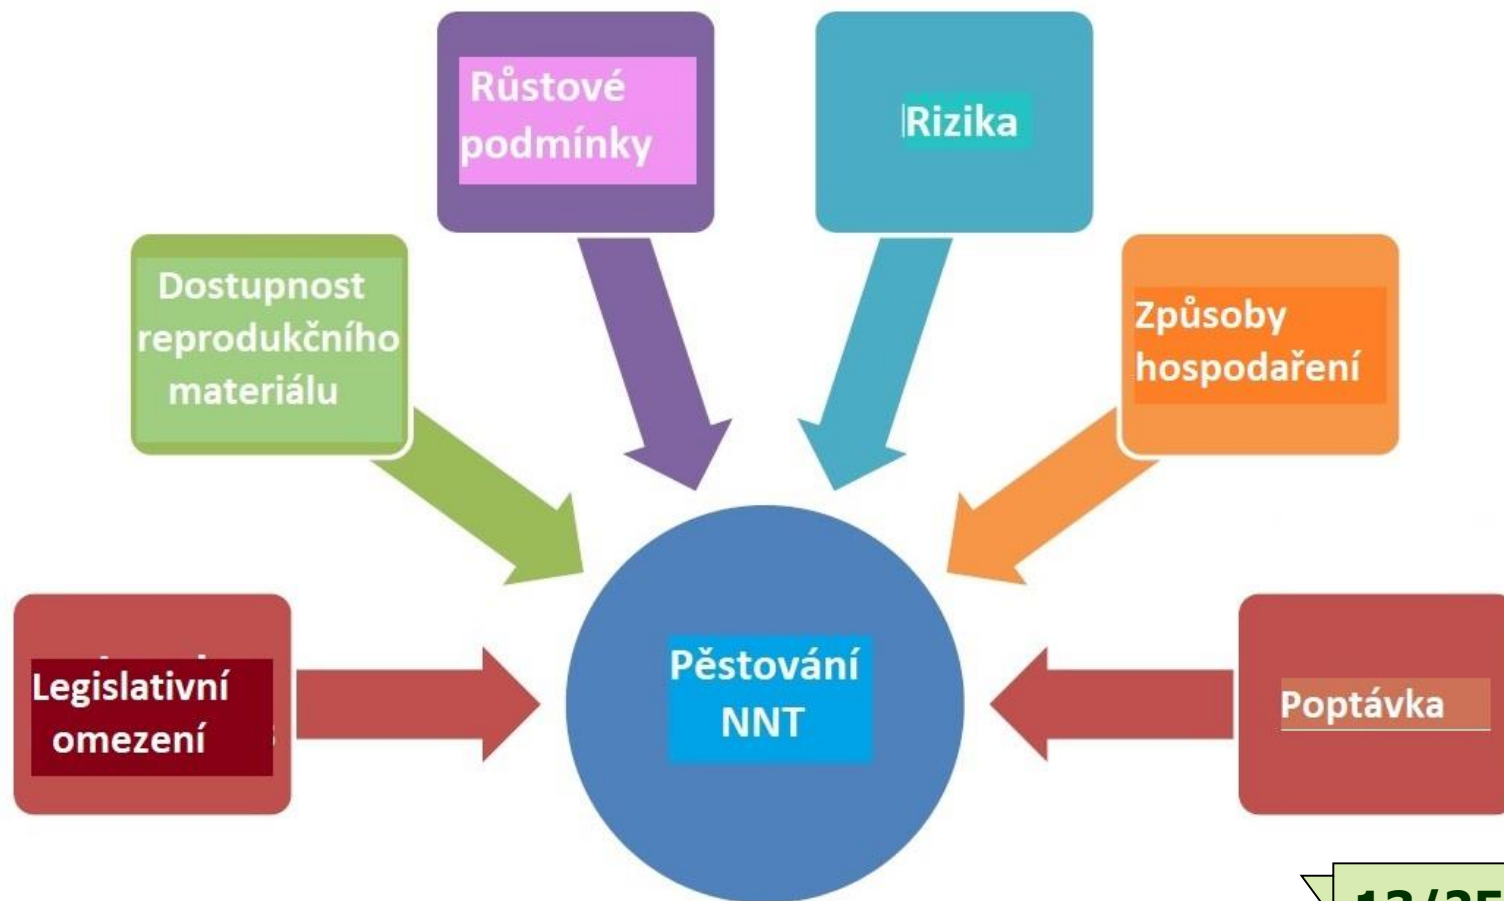 Růstové
podmínky
Rizika
Dostupnost
reprodukčního
materiálu
Způsoby
hospodaření
Legislativní
omezení
Pěstování
NNT
Poptávka